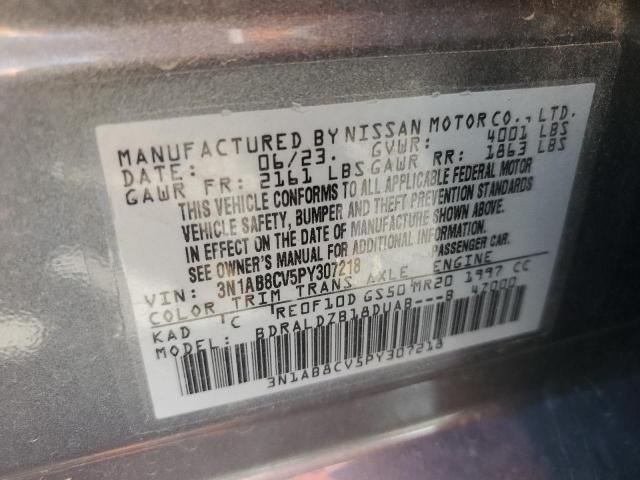 MANUFACTURED BY NISSAN MOTOR CO., LTD.
DATE: 06/23. GVWR: 4001 LBS
GAWR FR: 2161 LBS GAWR RR: 1863 LBS
THIS VEHICLE CONFORMS TO ALL APPLICABLE FEDERAL MOTOR
VEHICLE SAFETY, BUMPER AND THEFT PREVENTION STANDARDS
IN EFFECT ON THE DATE OF MANUFACTURE SHOWN ABOVE.
SEE OWNER'S MANUAL FOR ADDITIONAL INFORMATION.
VIN: 3N1AB8CV5PY307218 PASSENGER CAR.
COLOR TRIM TRANS AXLE ENGINE
KAD C RE0F10D GS50 MR20 1997 CC
MODEL: BDRALDZB18DUAB---B 47000
3N1AB8CV5PY307218